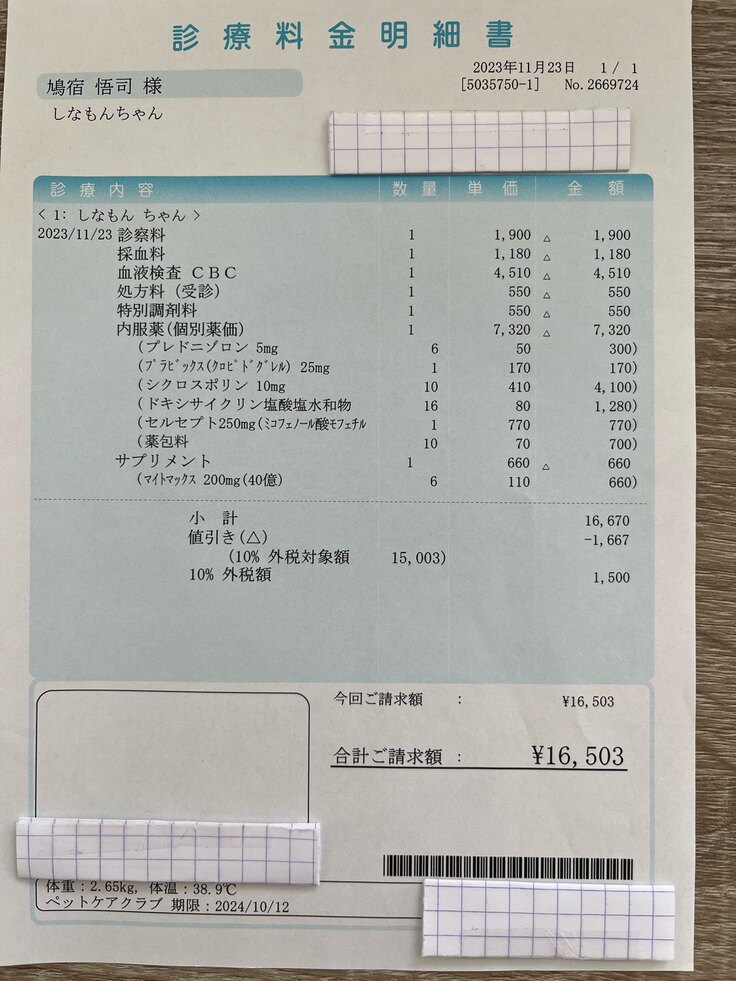 診療料金明細書
2023年11月23日 1/ 1
[5035750-1] No.2669724
鳩宿 悟司 様
しなもんちゃん
診療内容 数量 単価 金額
< 1: しなもん ちゃん >
2023/11/23 診察料 1 1,900 △ 1,900
採血料 1 1,180 △ 1,180
血液検査 ＣＢＣ 1 4,510 △ 4,510
処方料（受診） 1 550 △ 550
特別調剤料 1 550 △ 550
内服薬(個別薬価) 1 7,320 △ 7,320
(プレドニゾロン 5mg 6 50 300)
(ﾌﾟﾗﾋﾞｯｸｽ(ｸﾛﾋﾟﾄﾞｸﾞﾚﾙ) 25mg 1 170 170)
(シクロスポリン 10mg 10 410 4,100)
(ドキシサイクリン塩酸塩水和物 16 80 1,280)
(セルセプト250mg(ﾐｺﾌｪﾉｰﾙ酸ﾓﾌｪﾁﾙ 1 770 770)
(薬包料 10 70 700)
サプリメント 1 660 △ 660
(ﾏｲﾄﾏｯｸｽ 200mg(40億) 6 110 660)
小 計 16,670
値引き(△) -1,667
(10% 外税対象額 15,003)
10% 外税額 1,500
今回ご請求額 : ¥16,503
合計ご請求額 : ¥16,503
体重:2.65kg, 体温:38.9℃
ペットケアクラブ 期限:2024/10/12